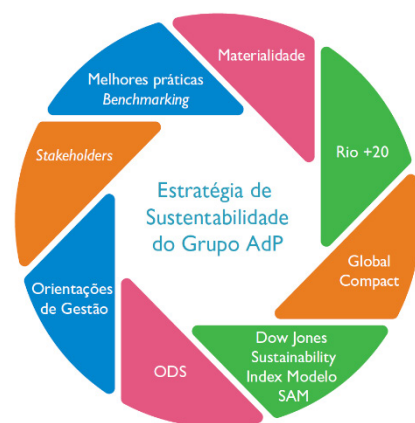 Materialidade
Melhores práticas
Benchmarking
Rio +20
Stakeholders
Estratégia de
Sustentabilidade
do Grupo AdP
Global
Compact
Orientações
de Gestão
Dow Jones
Sustainability
Index Modelo
SAM
ODS